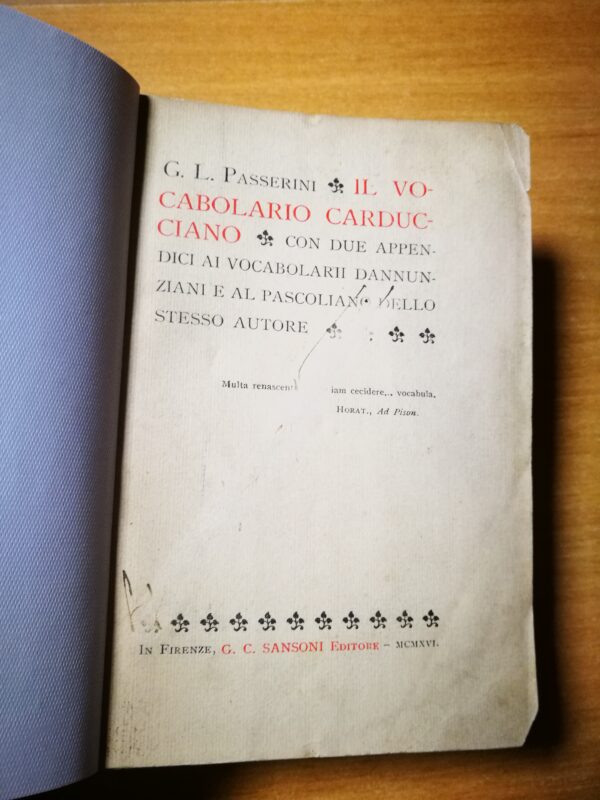 G. L. PASSERINI IL VO-
CABOLARIO CARDUC-
CIANO CON DUE APPEN-
DICI AI VOCABOLARII DANNUN-
ZIANI E AL PASCOLIANO DELLO
STESSO AUTORE
Multa renascent iam cecidere... vocabula.
HORAT., Ad Pison.
IN FIRENZE, G. C. SANSONI EDITORE – MCMXVI.